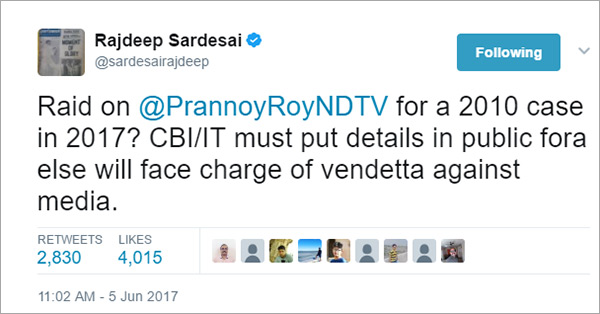 Rajdeep Sardesai
@sardesairajdeep
Following
Raid on @PrannoyRoyNDTV for a 2010 case
in 2017? CBI/IT must put details in public fora
else will face charge of vendetta against
media.
RETWEETS LIKES
2,830 4,015
11:02 AM - 5 Jun 2017